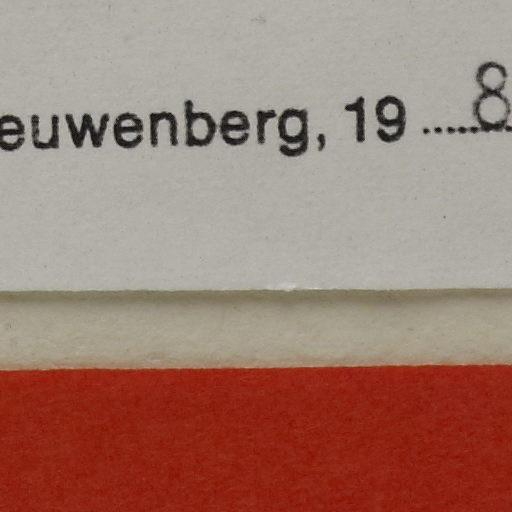 euwenberg, 19 ..... 8